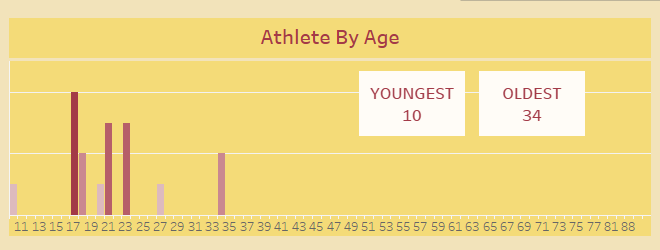 Athlete By Age
YOUNGEST
10
OLDEST
34
11 13 15 17 19 21 23 25 27 29 31 33 35 37 39 41 43 45 47 49 51 53 55 57 59 61 63 65 67 69 71 73 75 77 81 88